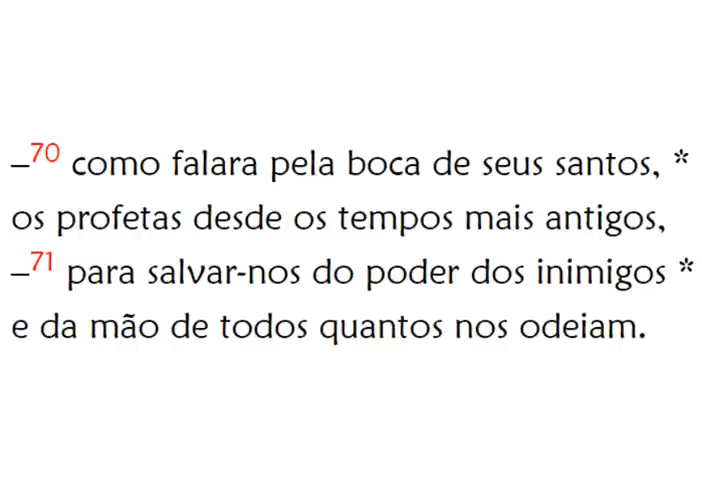 –70 como falara pela boca de seus santos, *
os profetas desde os tempos mais antigos,
–71 para salvar-nos do poder dos inimigos *
e da mão de todos quantos nos odeiam.